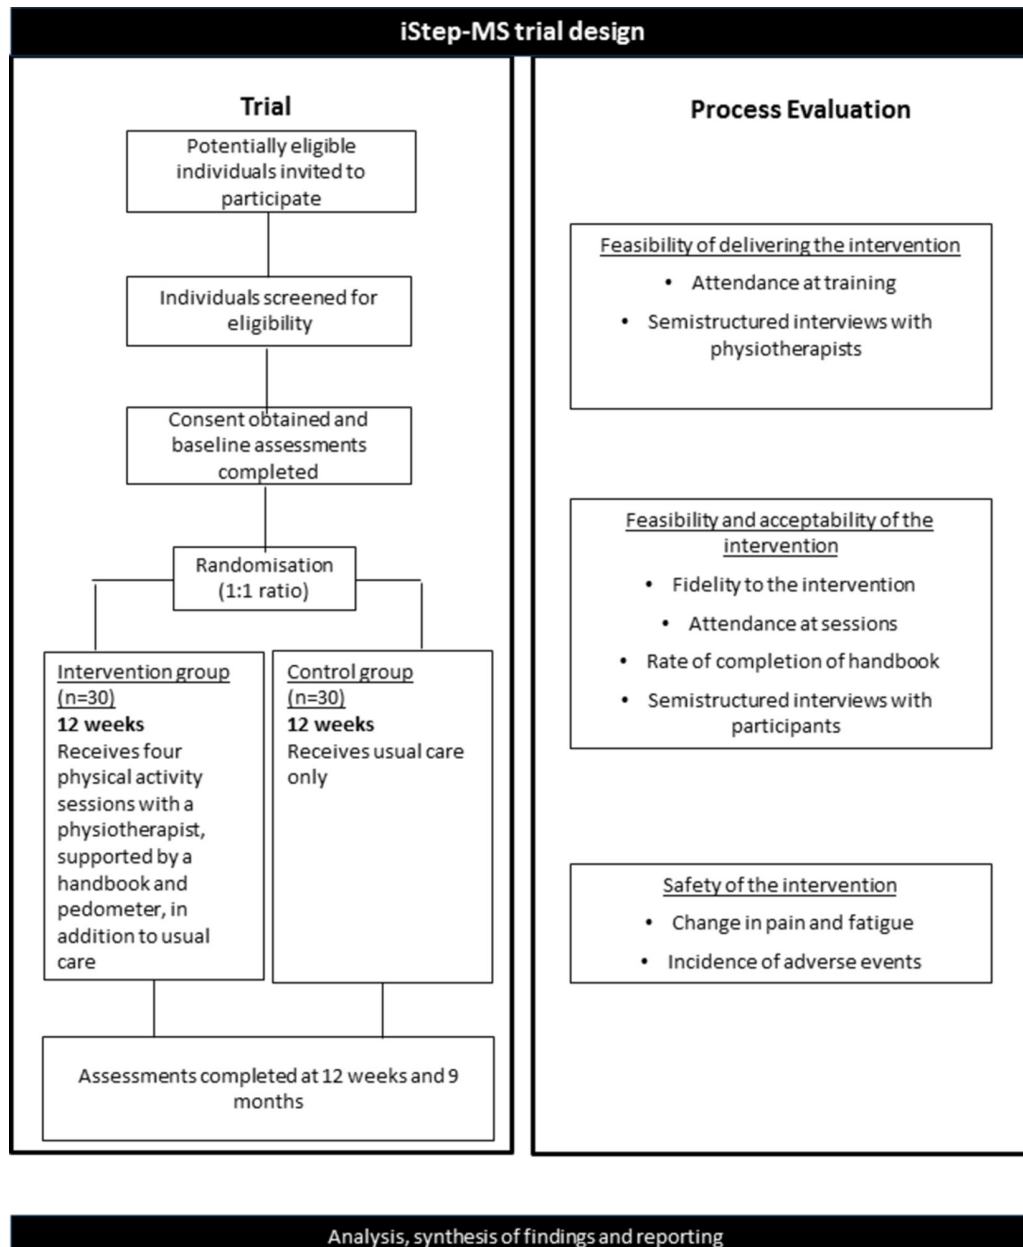 iStep-MS trial design
Trial
Potentially eligible
individuals invited to
participate
Individuals screened for
eligibility
Consent obtained and
baseline assessments
completed
Randomisation
(1:1 ratio)
Intervention group
(n=30)
12 weeks
Receives four
physical activity
sessions with a
physiotherapist,
supported by a
handbook and
pedometer, in
addition to usual
care
Control group
(n=30)
12 weeks
Receives usual care
only
Assessments completed at 12 weeks and 9
months
Process Evaluation
Feasibility of delivering the intervention
• Attendance at training
• Semistructured interviews with
physiotherapists
Feasibility and acceptability of the
intervention
• Fidelity to the intervention
• Attendance at sessions
• Rate of completion of handbook
• Semistructured interviews with
participants
Safety of the intervention
• Change in pain and fatigue
• Incidence of adverse events
Analysis, synthesis of findings and reporting